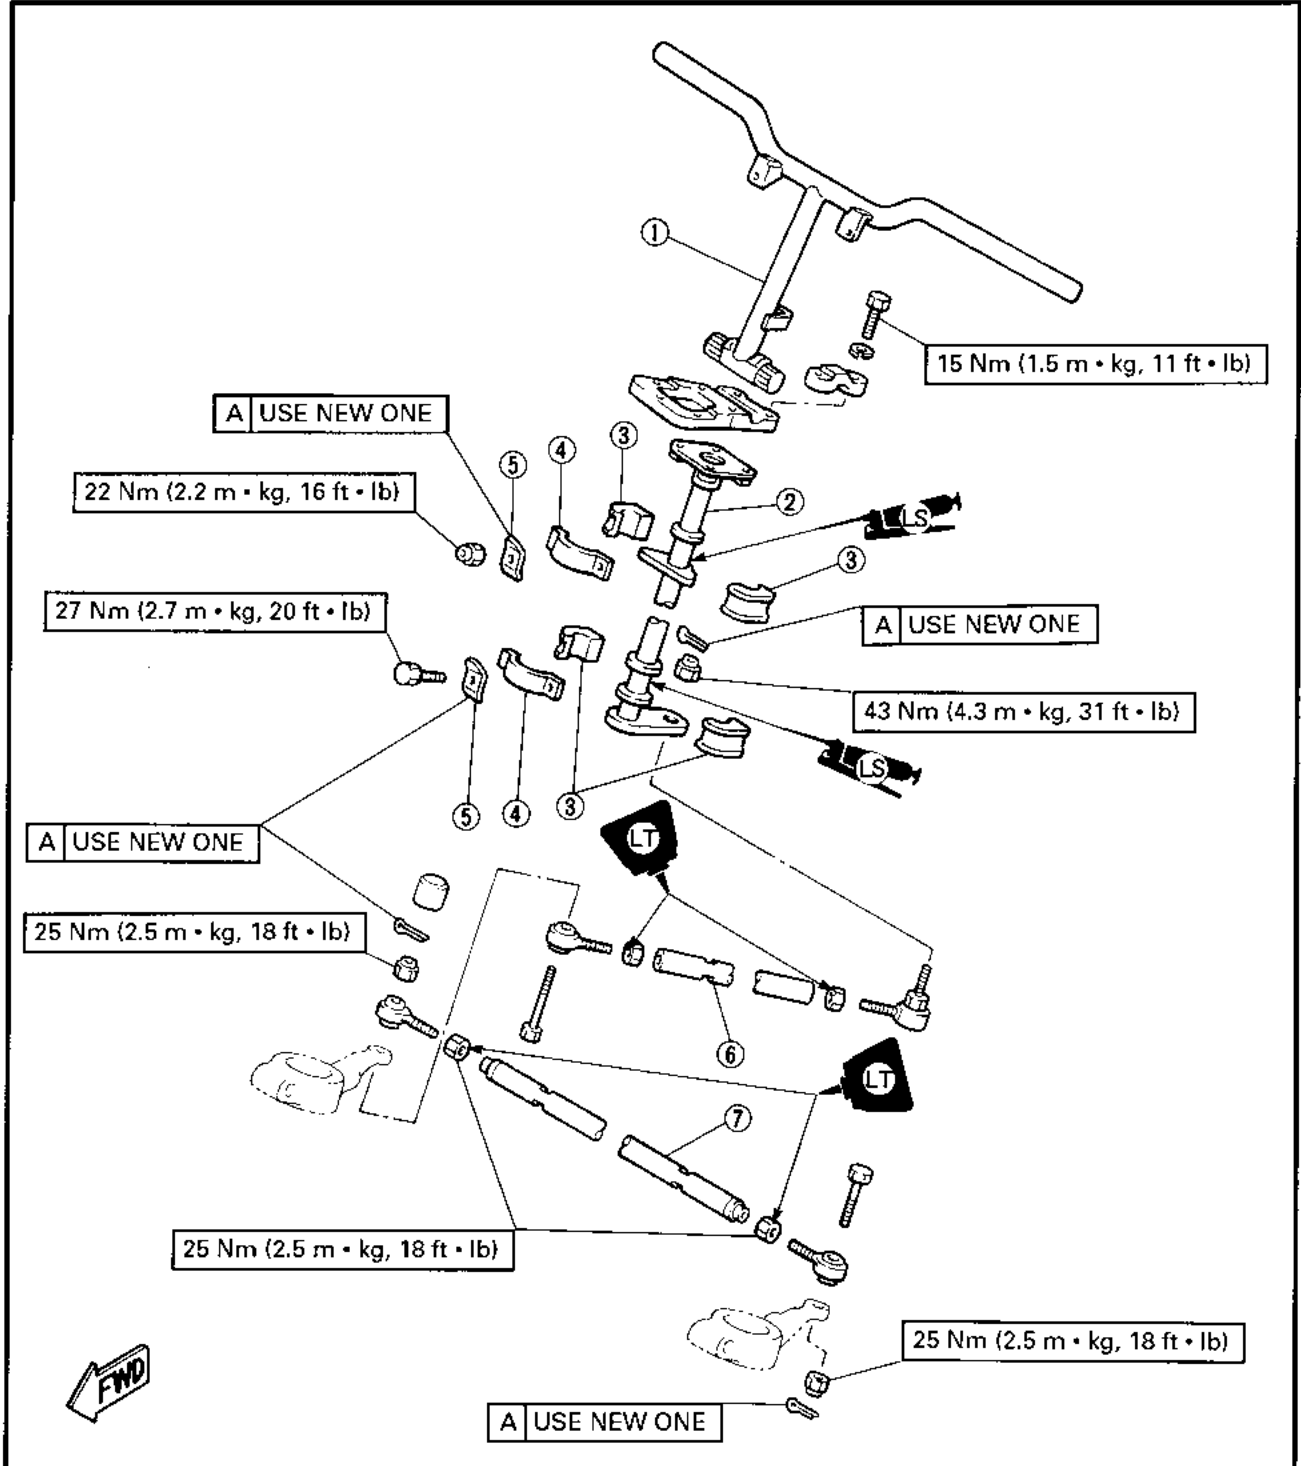 ①
15 Nm (1.5 m • kg, 11 ft • lb)
A USE NEW ONE
③
④
⑤
22 Nm (2.2 m • kg, 16 ft • lb)
②
LS
③
27 Nm (2.7 m • kg, 20 ft • lb)
A USE NEW ONE
43 Nm (4.3 m • kg, 31 ft • lb)
LS
⑤
④
③
A USE NEW ONE
LT
25 Nm (2.5 m • kg, 18 ft • lb)
⑥
LT
⑦
25 Nm (2.5 m • kg, 18 ft • lb)
25 Nm (2.5 m • kg, 18 ft • lb)
FWD
A USE NEW ONE